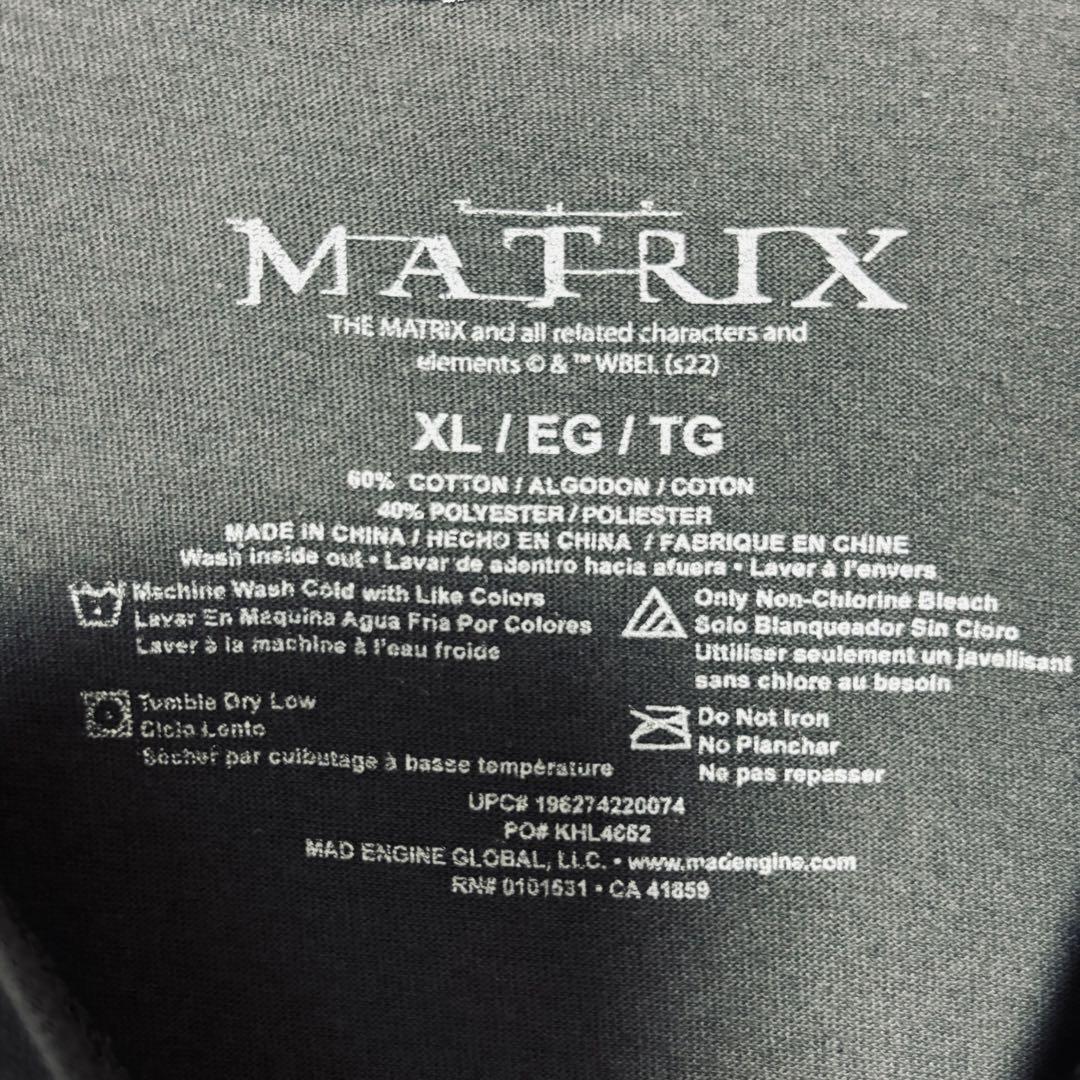 THE
MATRIX
THE MATRIX and all related characters and
elements © & ™ WBEI. (s22)
XL / EG / TG
60% COTTON / ALGODON / COTON
40% POLYESTER / POLIESTER
MADE IN CHINA / HECHO EN CHINA / FABRIQUE EN CHINE
Wash inside out • Lavar de adentro hacia afuera • Laver à l'envers
Machine Wash Cold with Like Colors
Lavar En Maquina Agua Fria Por Colores
Laver à la machine à l'eau froide
Only Non-Chlorine Bleach
Solo Blanqueador Sin Cloro
Uttiliser seulement un javellisant
sans chlore au besoin
Tumble Dry Low
Ciclo Lento
Sécher par culbutage à basse température
Do Not Iron
No Planchar
Ne pas repasser
UPC# 196274220074
PO# KHL4662
MAD ENGINE GLOBAL, LLC. • www.madengine.com
RN# 0101531 • CA 41859